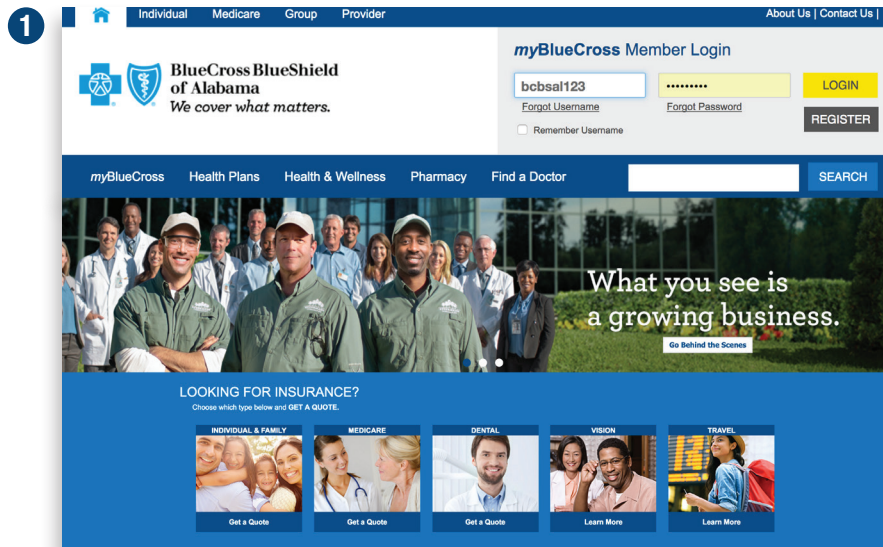 1
Individual Medicare Group Provider About Us | Contact Us |
BlueCross BlueShield
of Alabama
We cover what matters.
myBlueCross Member Login
bcbsal123 ••••••••• LOGIN
Forgot Username Forgot Password
Remember Username
REGISTER
myBlueCross Health Plans Health & Wellness Pharmacy Find a Doctor SEARCH
What you see is
a growing business.
Go Behind the Scenes
LOOKING FOR INSURANCE?
Choose which type below and GET A QUOTE.
INDIVIDUAL & FAMILY MEDICARE DENTAL VISION TRAVEL
Get a Quote Get a Quote Get a Quote Learn More Learn More